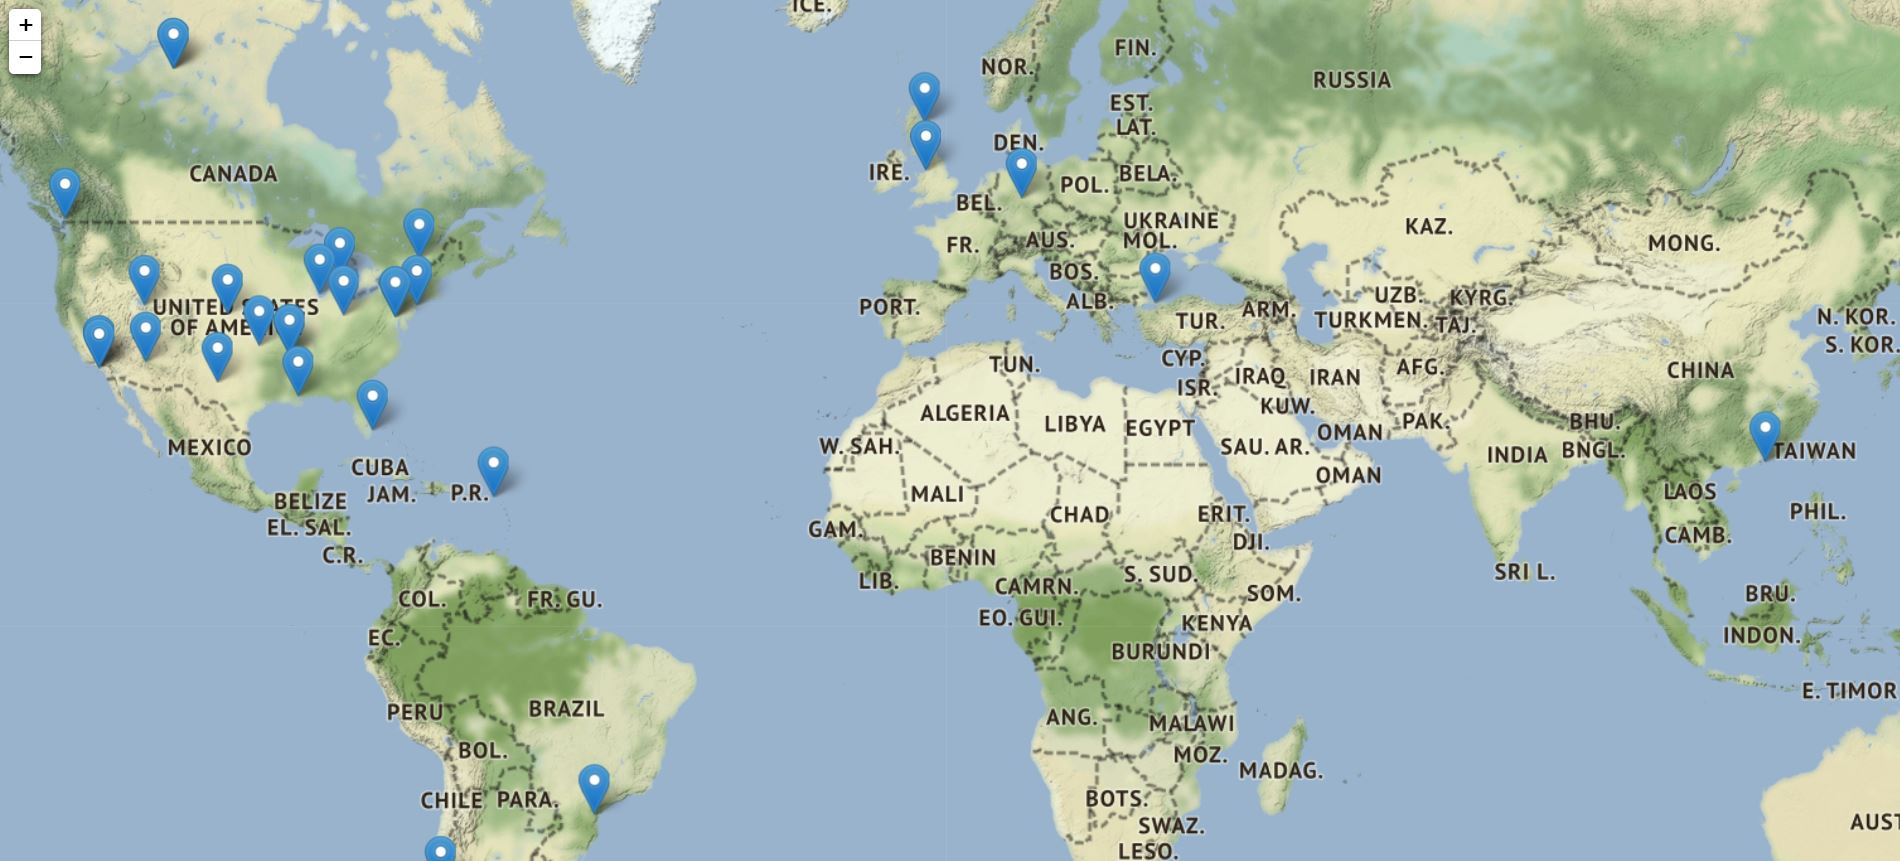 +
−
ICE.
NOR.
FIN.
RUSSIA
EST.
LAT.
DEN.
CANADA
IRE.
POL.
BELA.
BEL.
UKRAINE
MOL.
KAZ.
FR.
AUS.
MONG.
BOS.
UNITED STATES
OF AME
PORT.
ALB.
TUR.
ARM.
UZB.
KYRG.
TURKMEN.
TAJ.
N. KOR.
S. KOR.
TUN.
CYP.
ISR.
IRAQ
IRAN
AFG.
CHINA
KUW.
ALGERIA
LIBYA
EGYPT
PAK.
BHU.
MEXICO
W. SAH.
SAU. AR.
OMAN
INDIA
BNGL.
TAIWAN
CUBA
JAM.
P.R.
OMAN
BELIZE
MALI
LAOS
EL. SAL.
GAM.
CHAD
ERIT.
PHIL.
C.R.
BENIN
DJI.
CAMB.
LIB.
CAMRN.
S. SUD.
SRI L.
COL.
FR. GU.
SOM.
BRU.
EC.
EO. GUI.
KENYA
INDON.
BURUNDI
E. TIMOR
PERU
BRAZIL
ANG.
MALAWI
BOL.
MOZ.
MADAG.
CHILE
PARA.
BOTS.
SWAZ.
AUST
LESO.